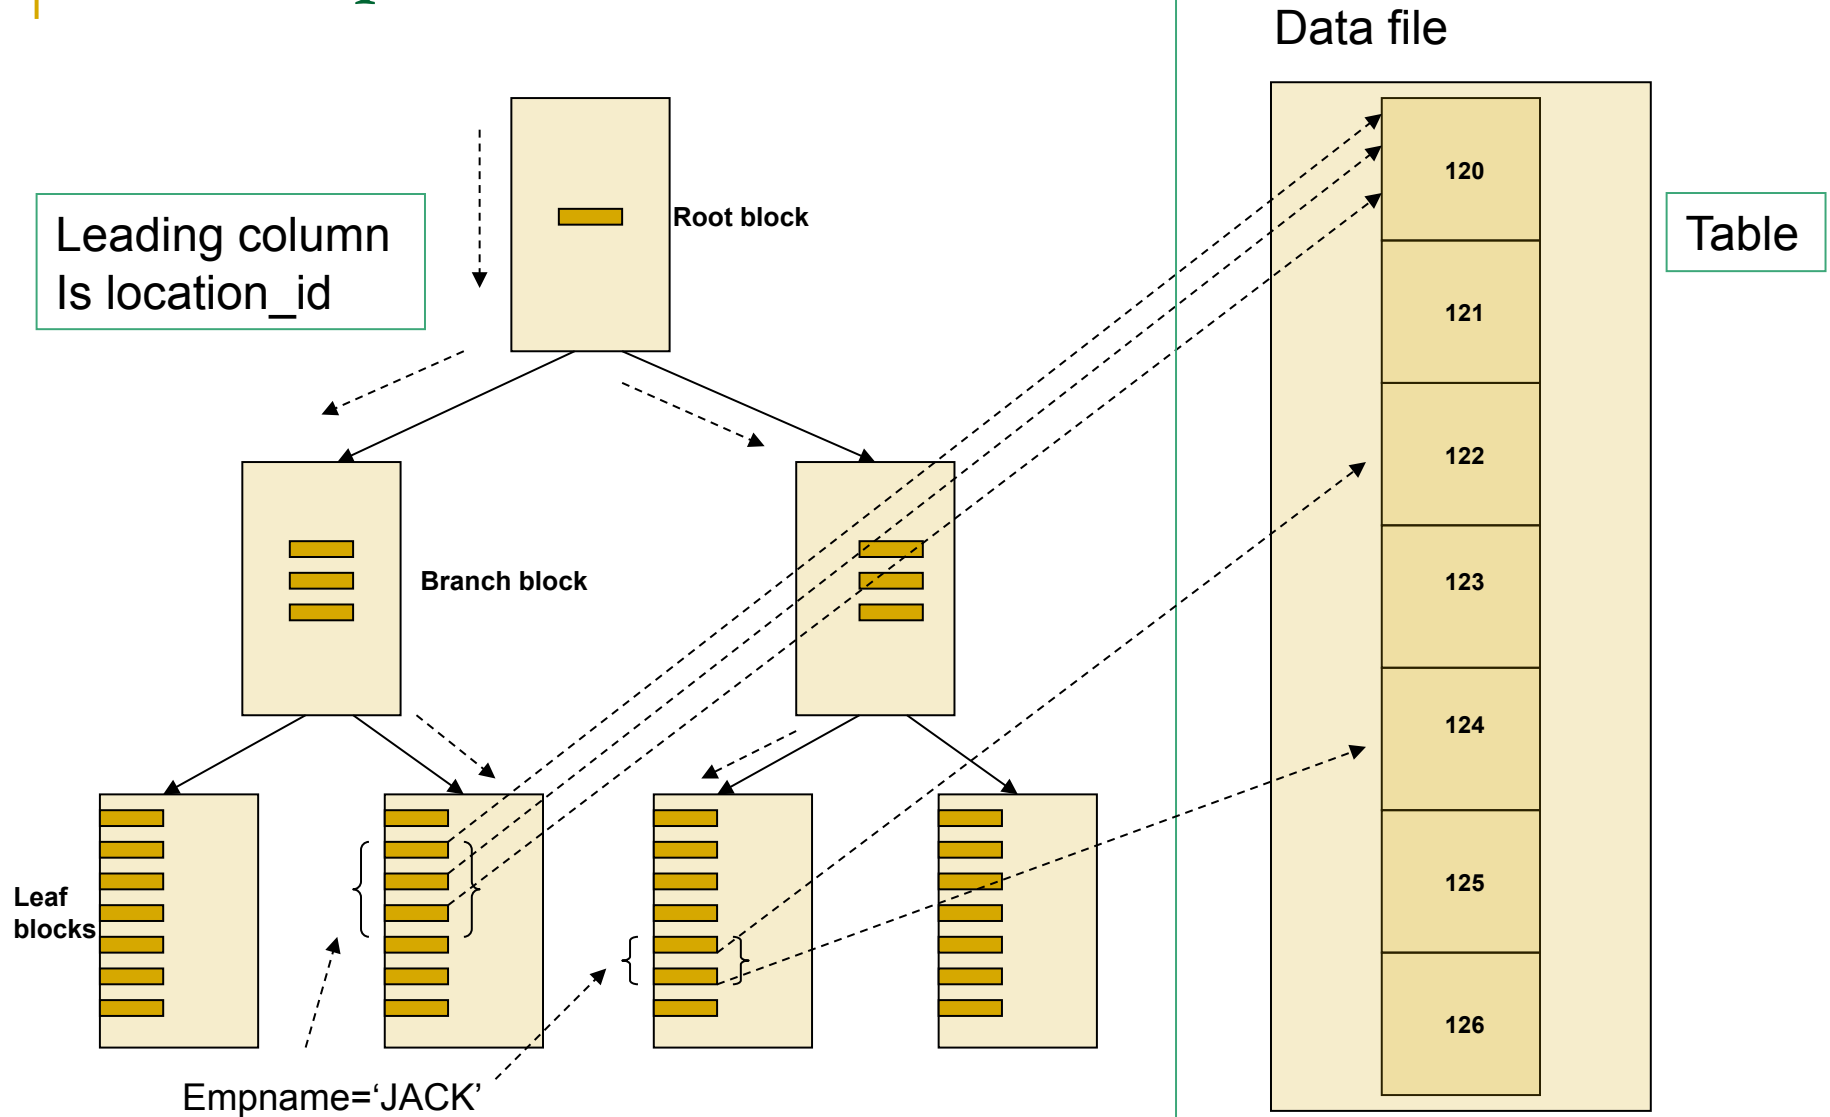 Data file
Leading column
Is location_id
Root block
Table
120
121
122
Branch block
123
124
125
Leaf
blocks
126
Empname=‘JACK’